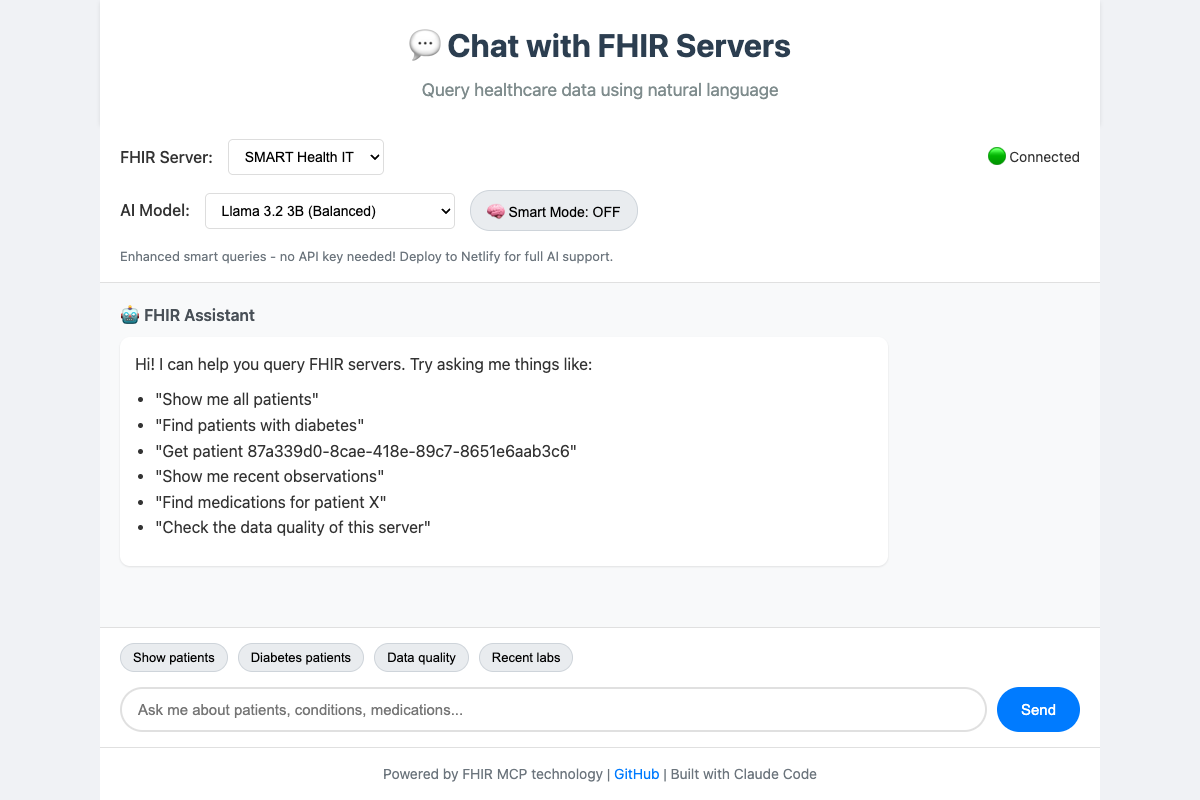 💬 Chat with FHIR Servers
Query healthcare data using natural language
FHIR Server: SMART Health IT 🟢 Connected
AI Model: Llama 3.2 3B (Balanced) 🧠 Smart Mode: OFF
Enhanced smart queries - no API key needed! Deploy to Netlify for full AI support.
🤖 FHIR Assistant
Hi! I can help you query FHIR servers. Try asking me things like:
• "Show me all patients"
• "Find patients with diabetes"
• "Get patient 87a339d0-8cae-418e-89c7-8651e6aab3c6"
• "Show me recent observations"
• "Find medications for patient X"
• "Check the data quality of this server"
Show patients Diabetes patients Data quality Recent labs
Ask me about patients, conditions, medications... Send
Powered by FHIR MCP technology | GitHub | Built with Claude Code